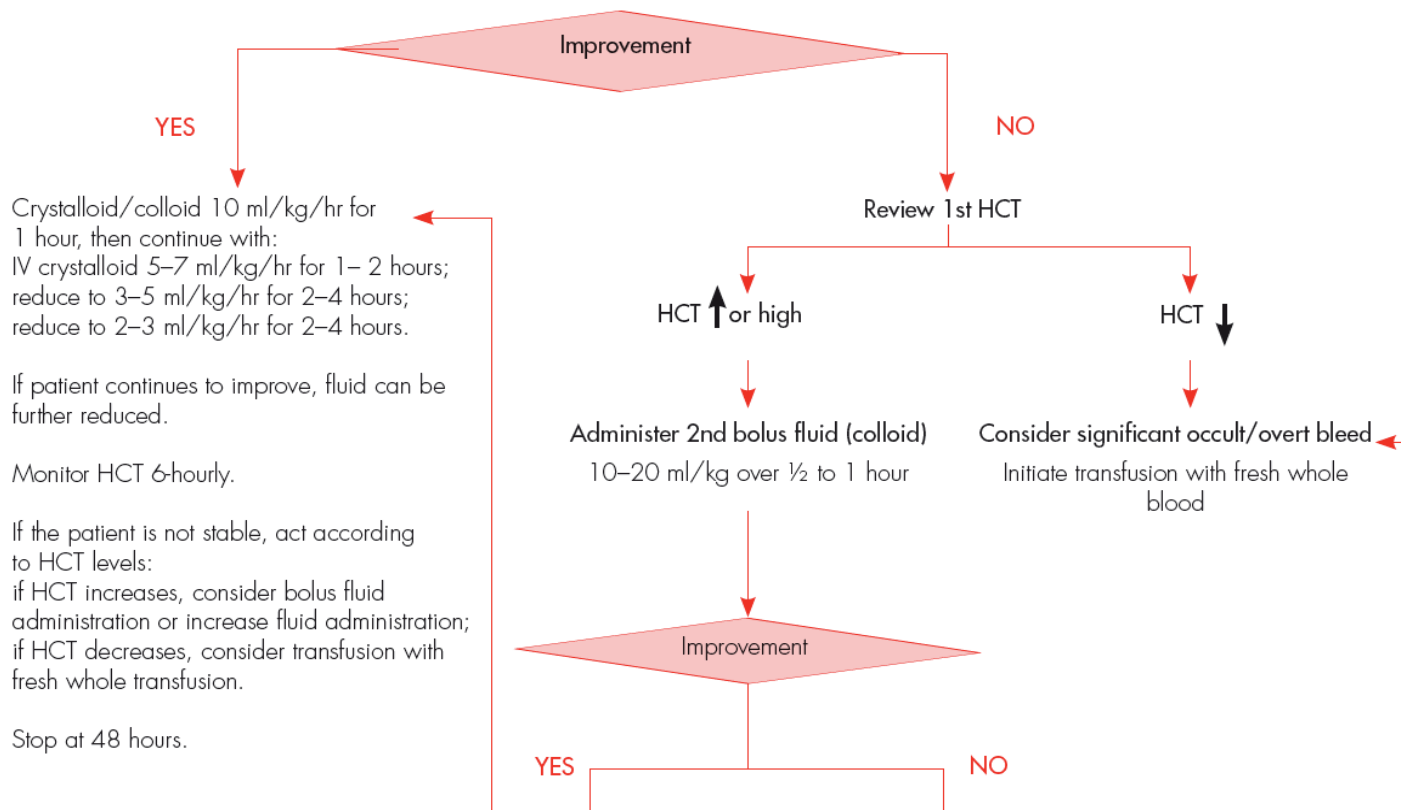 Improvement
YES
NO
Crystalloid/colloid 10 ml/kg/hr for
1 hour, then continue with:
IV crystalloid 5–7 ml/kg/hr for 1– 2 hours;
reduce to 3–5 ml/kg/hr for 2–4 hours;
reduce to 2–3 ml/kg/hr for 2–4 hours.
If patient continues to improve, fluid can be
further reduced.
Monitor HCT 6-hourly.
If the patient is not stable, act according
to HCT levels:
if HCT increases, consider bolus fluid
administration or increase fluid administration;
if HCT decreases, consider transfusion with
fresh whole transfusion.
Stop at 48 hours.
Review 1st HCT
HCT ↑ or high
HCT ↓
Administer 2nd bolus fluid (colloid)
10–20 ml/kg over ½ to 1 hour
Consider significant occult/overt bleed
Initiate transfusion with fresh whole
blood
Improvement
YES
NO